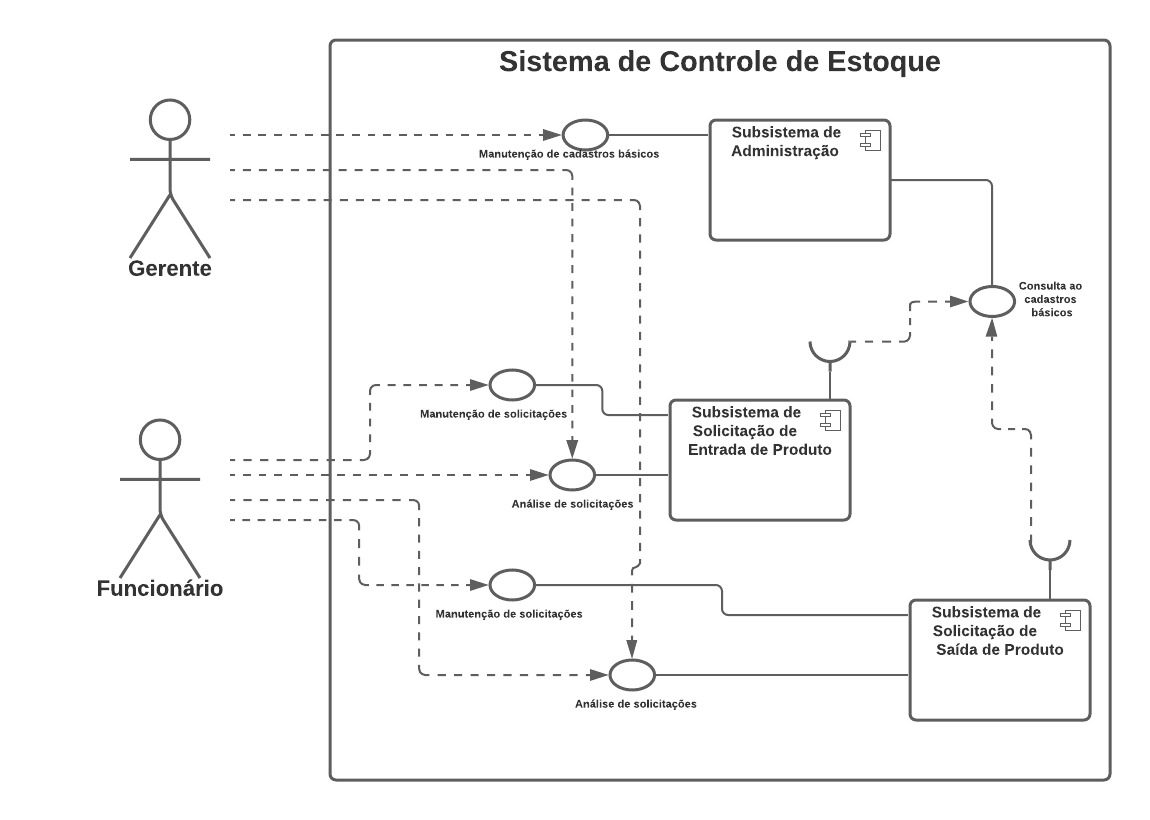 Sistema de Controle de Estoque
Subsistema de
Administração
Manutenção de cadastros básicos
Gerente
Consulta ao
cadastros
básicos
Manutenção de solicitações
Subsistema de
Solicitação de
Entrada de Produto
Análise de solicitações
Funcionário
Manutenção de solicitações
Subsistema de
Solicitação de
Saída de Produto
Análise de solicitações